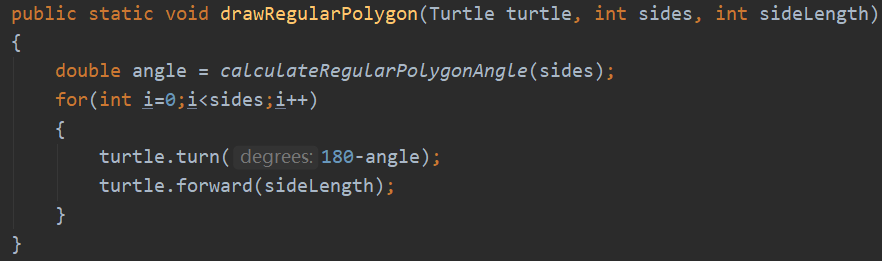 public static void drawRegularPolygon(Turtle turtle, int sides, int sideLength)
{
    double angle = calculateRegularPolygonAngle(sides);
    for(int i=0;i<sides;i++)
    {
        turtle.turn( degrees: 180-angle);
        turtle.forward(sideLength);
    }
}